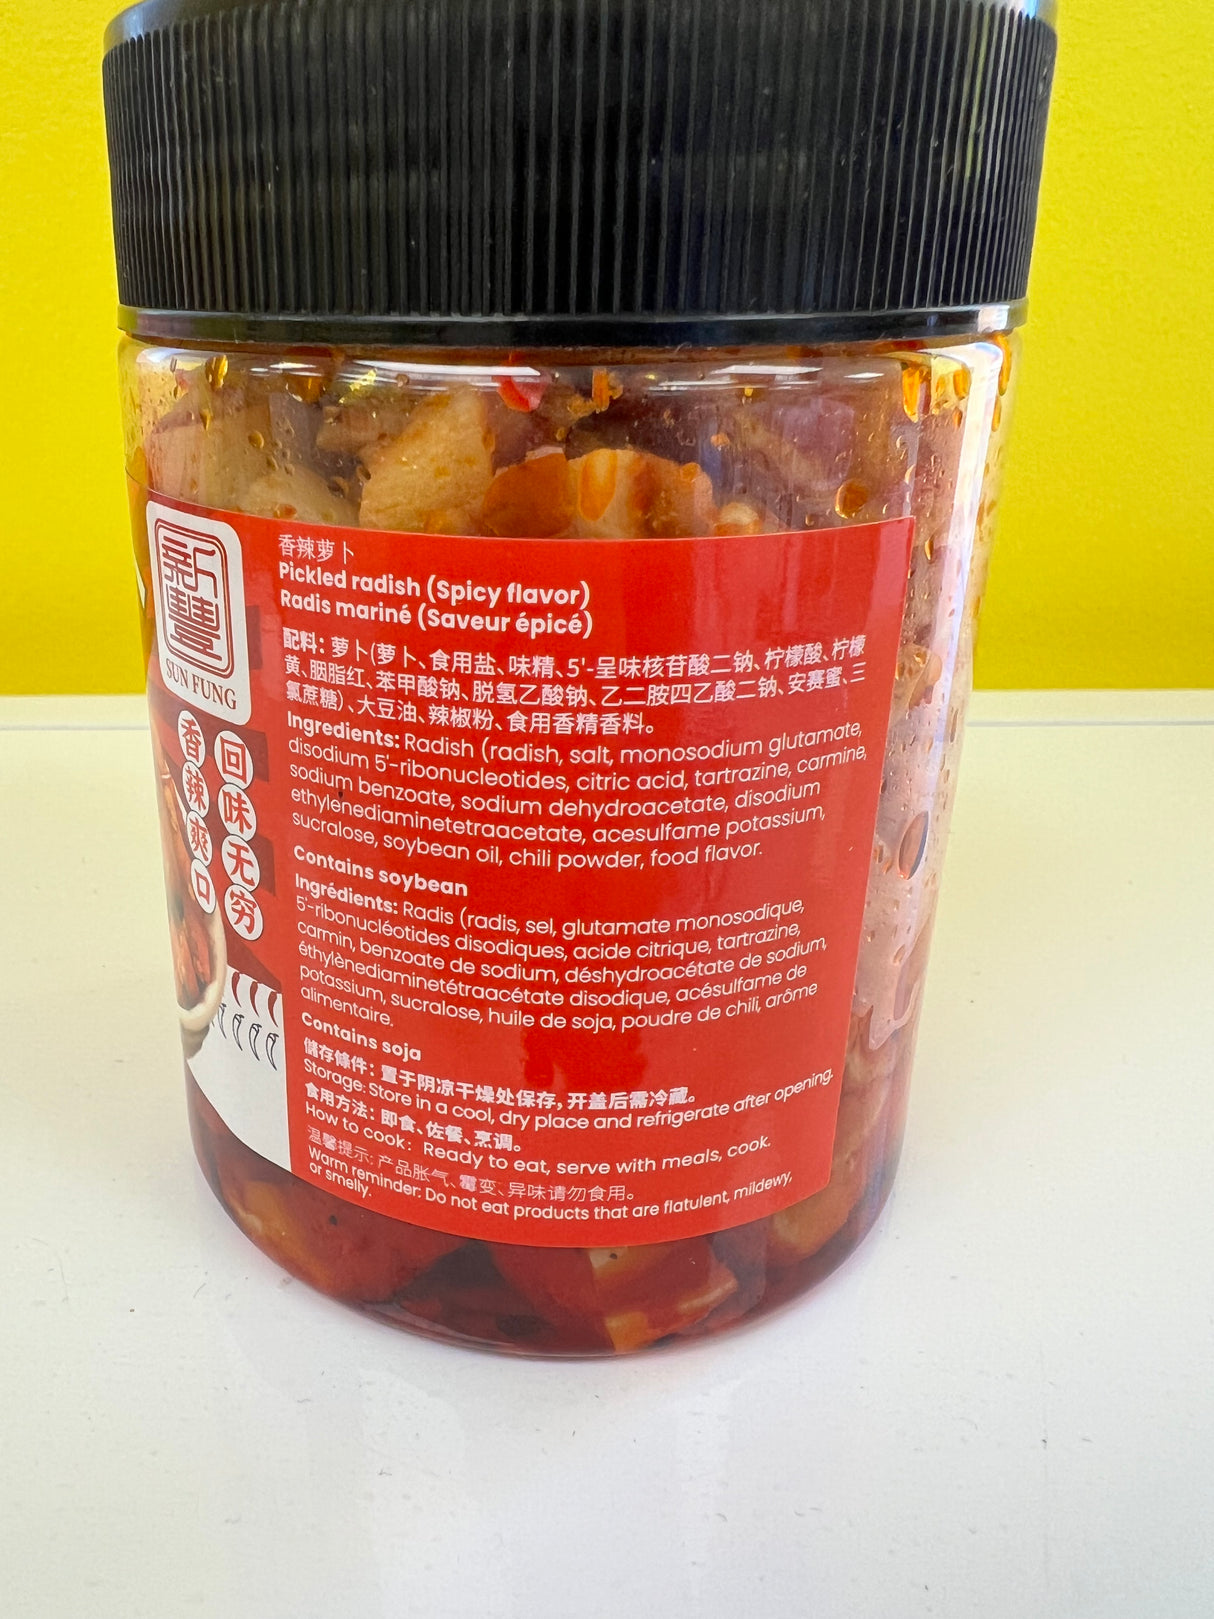 新豐
SUN FUNG
回味无穷
香辣爽口
香辣萝卜
Pickled radish (Spicy flavor)
Radis mariné (Saveur épicé)
配料: 萝卜(萝卜、食用盐、味精、5'-呈味核苷酸二钠、柠檬酸、柠檬
黄、胭脂红、苯甲酸钠、脱氢乙酸钠、乙二胺四乙酸二钠、安赛蜜、三
氯蔗糖)、大豆油、辣椒粉、食用香精香料。
Ingredients: Radish (radish, salt, monosodium glutamate,
disodium 5'-ribonucleotides, citric acid, tartrazine, carmine,
sodium benzoate, sodium dehydroacetate, disodium
ethylenediaminetetraacetate, acesulfame potassium,
sucralose, soybean oil, chili powder, food flavor.
Contains soybean
Ingrédients: Radis (radis, sel, glutamate monosodique,
5'-ribonucléotides disodiques, acide citrique, tartrazine,
carmin, benzoate de sodium, déshydroacétate de sodium,
éthylènediaminetétraacétate disodique, acésulfame de
potassium, sucralose, huile de soja, poudre de chili, arôme
alimentaire.
Contains soja
儲存條件: 置于阴凉干燥处保存, 开盖后需冷藏。
Storage: Store in a cool, dry place and refrigerate after opening.
食用方法: 即食、佐餐、烹调。
How to cook: Ready to eat, serve with meals, cook.
温馨提示: 产品胀气、霉变、异味请勿食用。
Warm reminder: Do not eat products that are flatulent, mildewy,
or smelly.